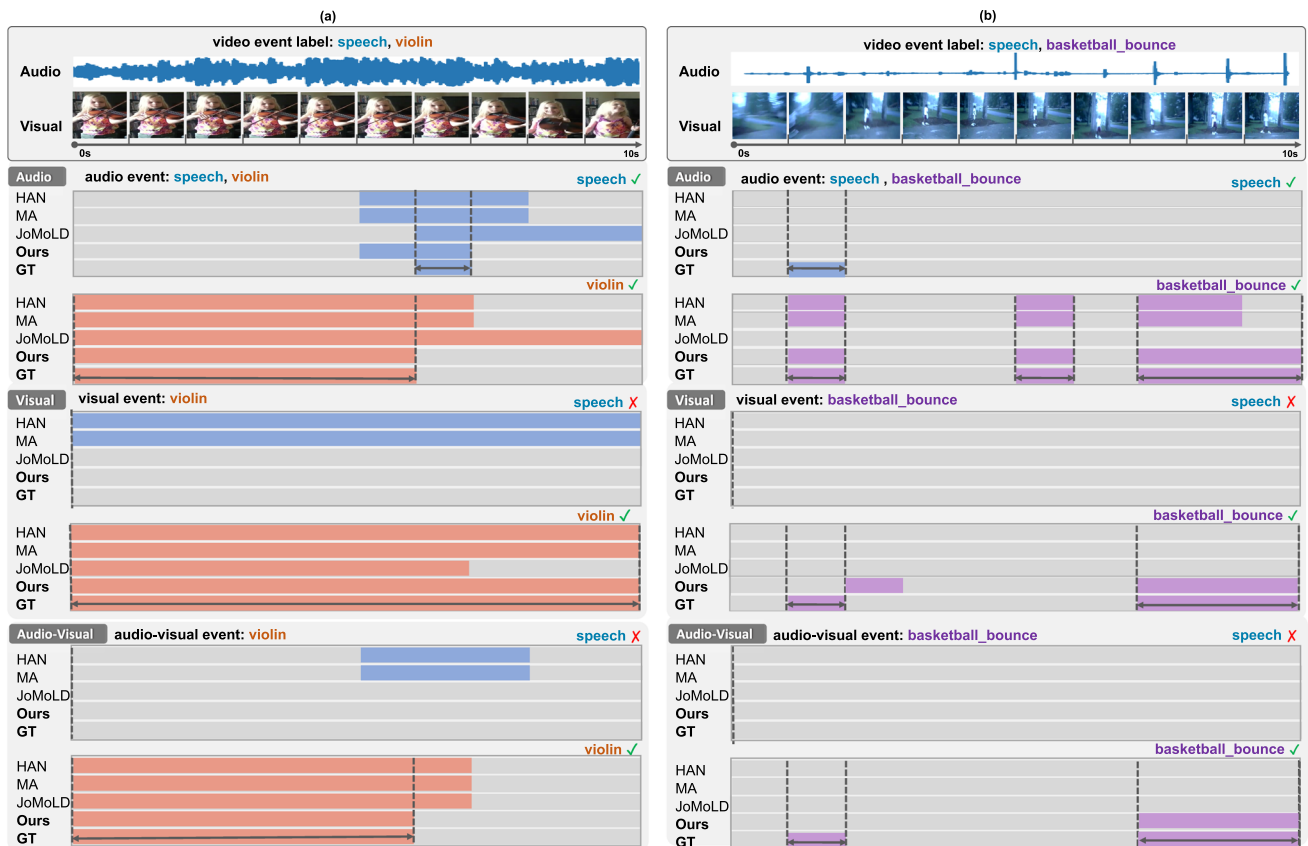 (a)
video event label: speech, violin
Audio
Visual
0s
10s
Audio
audio event: speech, violin
speech ✓
HAN
MA
JoMoLD
Ours
GT
violin ✓
HAN
MA
JoMoLD
Ours
GT
Visual
visual event: violin
speech ✗
HAN
MA
JoMoLD
Ours
GT
violin ✓
HAN
MA
JoMoLD
Ours
GT
Audio-Visual
audio-visual event: violin
speech ✗
HAN
MA
JoMoLD
Ours
GT
violin ✓
HAN
MA
JoMoLD
Ours
GT
(b)
video event label: speech, basketball_bounce
Audio
Visual
0s
10s
Audio
audio event: speech , basketball_bounce
speech ✓
HAN
MA
JoMoLD
Ours
GT
basketball_bounce ✓
HAN
MA
JoMoLD
Ours
GT
Visual
visual event: basketball_bounce
speech ✗
HAN
MA
JoMoLD
Ours
GT
basketball_bounce ✓
HAN
MA
JoMoLD
Ours
GT
Audio-Visual
audio-visual event: basketball_bounce
speech ✗
HAN
MA
JoMoLD
Ours
GT
basketball_bounce ✓
HAN
MA
JoMoLD
Ours
GT